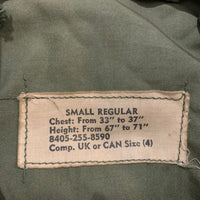 SMALL REGULAR
Chest: From 33" to 37"
Height: From 67" to 71"
8405-255-8590
Comp. UK or CAN Size (4)